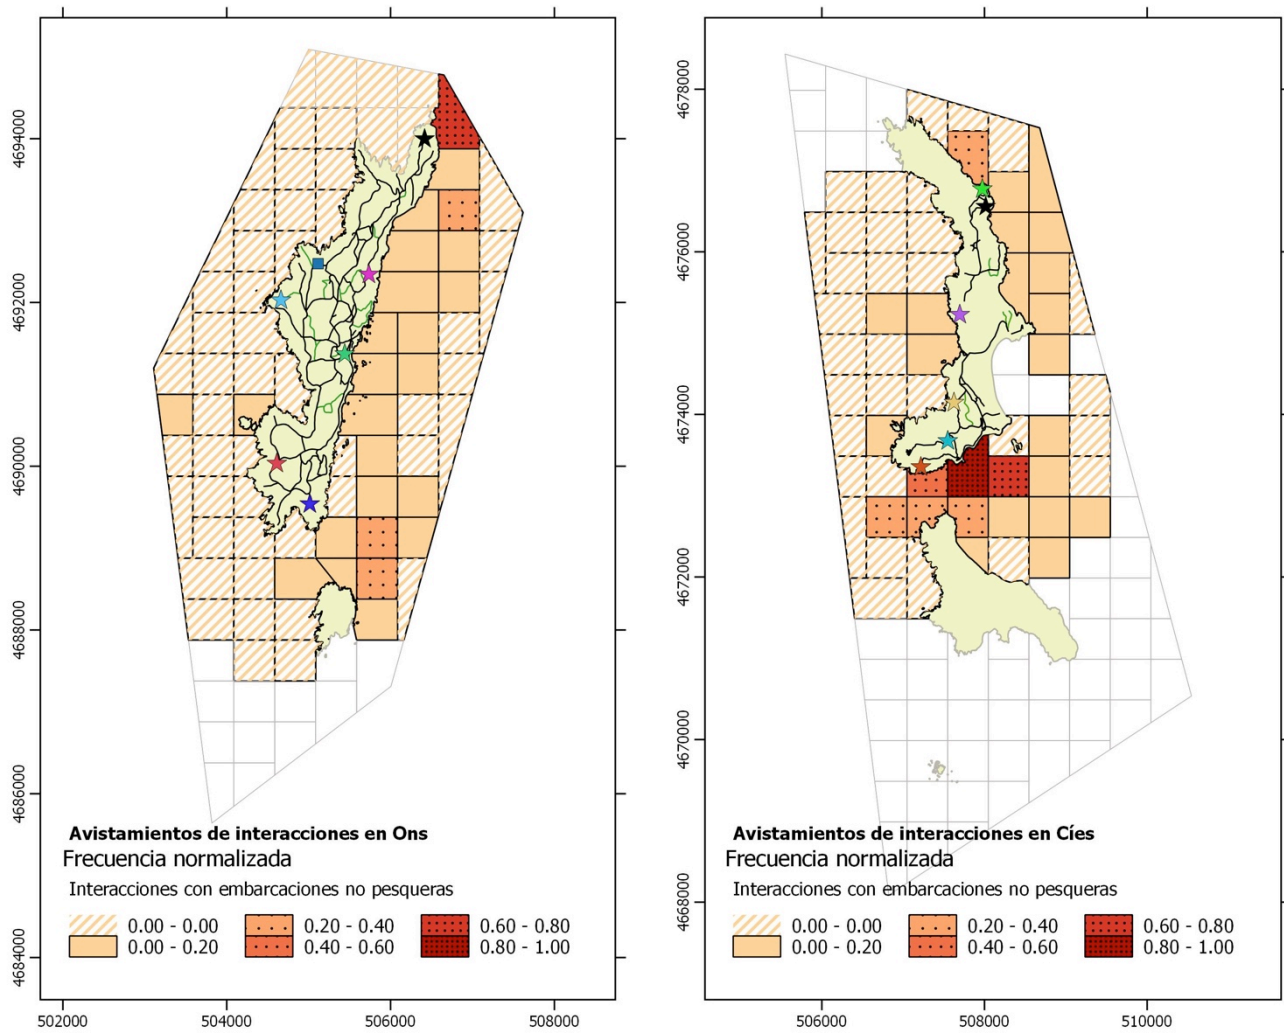 4694000
4692000
4690000
4688000
4686000
4684000
502000
504000
506000
508000
Avistamientos de interacciones en Ons
Frecuencia normalizada
Interacciones con embarcaciones no pesqueras
0.00 - 0.00
0.20 - 0.40
0.60 - 0.80
0.00 - 0.20
0.40 - 0.60
0.80 - 1.00
4678000
4676000
4674000
4672000
4670000
4668000
506000
508000
510000
Avistamientos de interacciones en Cíes
Frecuencia normalizada
Interacciones con embarcaciones no pesqueras
0.00 - 0.00
0.20 - 0.40
0.60 - 0.80
0.00 - 0.20
0.40 - 0.60
0.80 - 1.00